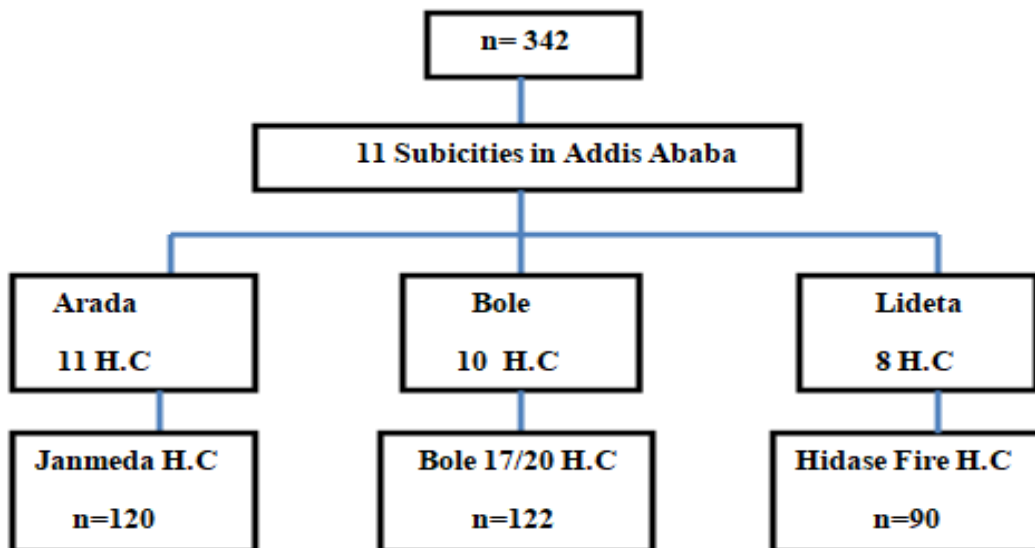 n= 342
11 Subicities in Addis Ababa
Arada
11 H.C
Bole
10 H.C
Lideta
8 H.C
Janmeda H.C
n=120
Bole 17/20 H.C
n=122
Hidase Fire H.C
n=90